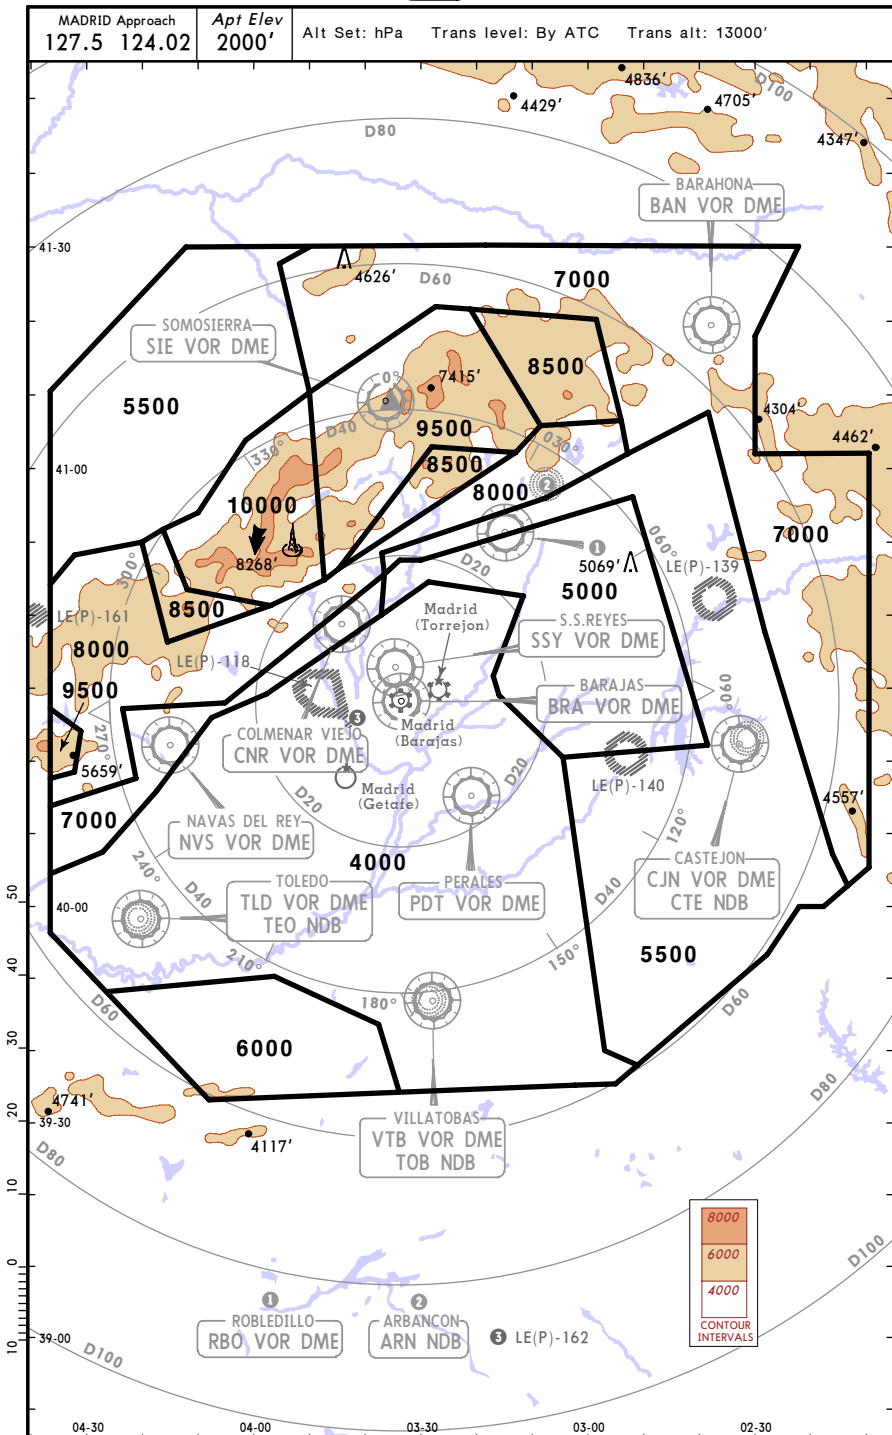 MADRID Approach
127.5 124.02
Apt Elev
2000'
Alt Set: hPa Trans level: By ATC Trans alt: 13000'
4836'
D100
4429'
4705'
4347'
D80
BARAHONA
BAN VOR DME
41-30
4626'
D60
7000
SOMOSIERRA
SIE VOR DME
8500
0°
7415'
5500
4304'
D40
9500
4462'
330°
030°
41-00
8500
8000
2
10000
7000
1
060°
8268'
5069'
LE(P)-139
D20
300°
5000
8500
Madrid
(Torrejon)
LE(P)-161
S.S.REYES
SSY VOR DME
8000
LE(P)-118
9500
BARAJAS
BRA VOR DME
090°
3
270°
COLMENAR VIEJO
CNR VOR DME
Madrid
(Barajas)
5659'
D20
LE(P)-140
Madrid
(Getafe)
D20
4557'
7000
NAVAS DEL REY
NVS VOR DME
120°
4000
240°
CASTEJON
CJN VOR DME
CTE NDB
TOLEDO
TLD VOR DME
TEO NDB
PERALES
PDT VOR DME
D40
D40
50
40-00
210°
150°
5500
40
180°
D60
D60
30
6000
D80
4741'
20
39-30
VILLATOBAS
VTB VOR DME
TOB NDB
4117'
D80
10
8000
6000
4000
CONTOUR
INTERVALS
D100
0
1
ROBLEDILLO
RBO VOR DME
2
ARBANCON
ARN NDB
3 LE(P)-162
10
39-00
D100
04-30 04-00 03-30 03-00 02-30